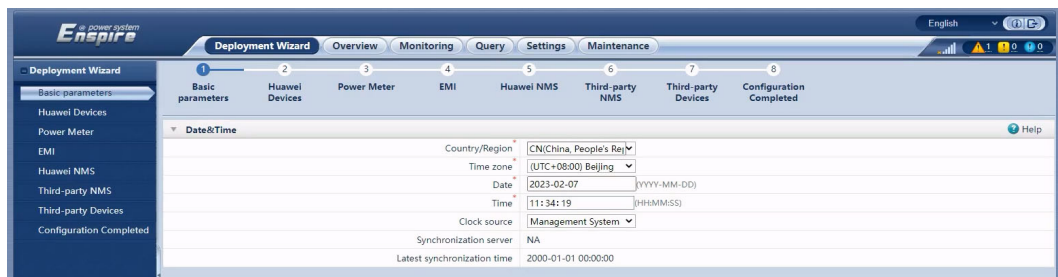 @ power system
Enspire
English
Deployment Wizard
Overview
Monitoring
Query
Settings
Maintenance
1
0
0
Deployment Wizard
Basic parameters
Huawei Devices
Power Meter
EMI
Huawei NMS
Third-party NMS
Third-party Devices
Configuration Completed
1
2
3
4
5
6
7
8
Basic
parameters
Huawei
Devices
Power Meter
EMI
Huawei NMS
Third-party
NMS
Third-party
Devices
Configuration
Completed
Date&Time
Help
Country/Region * CN(China, People's Rep
Time zone * (UTC+08:00) Beijing
Date * 2023-02-07 (YYYY-MM-DD)
Time * 11:34:19 (HH:MM:SS)
Clock source Management System
Synchronization server NA
Latest synchronization time 2000-01-01 00:00:00